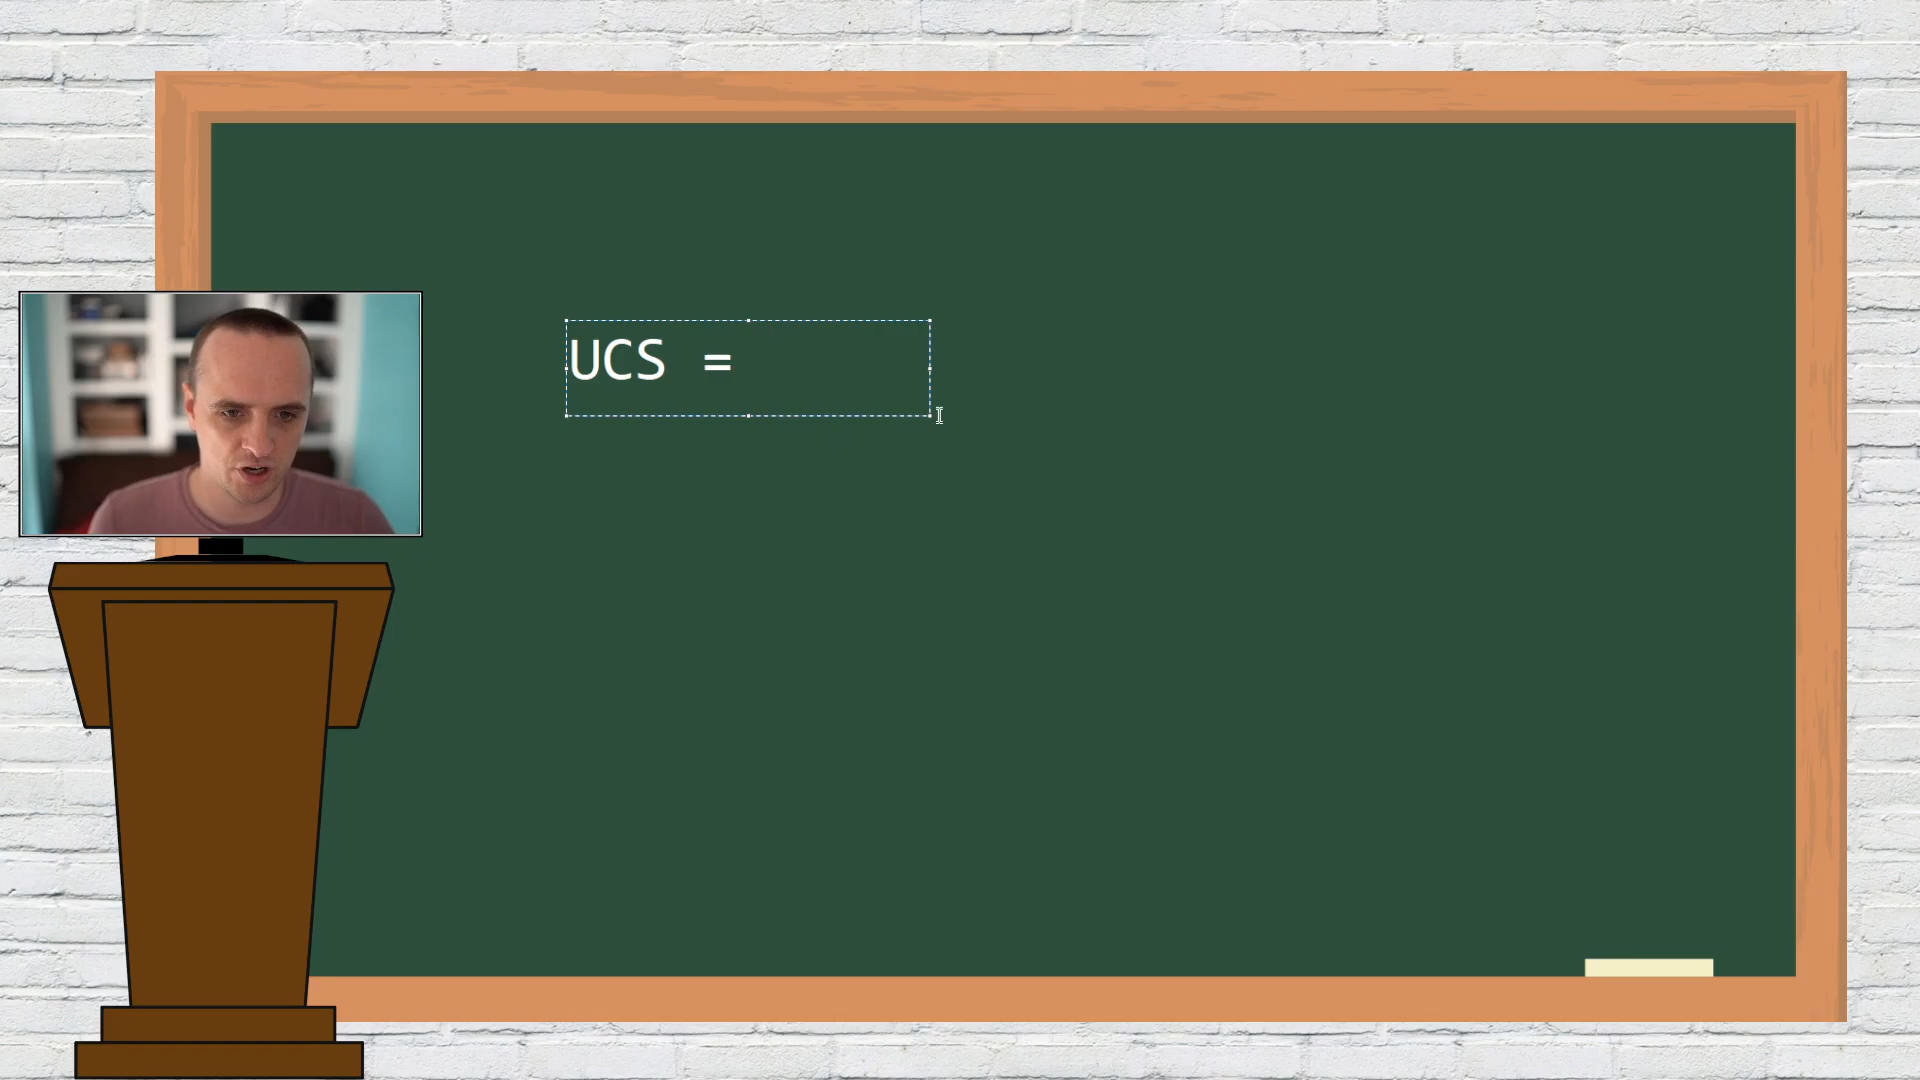 UCS =